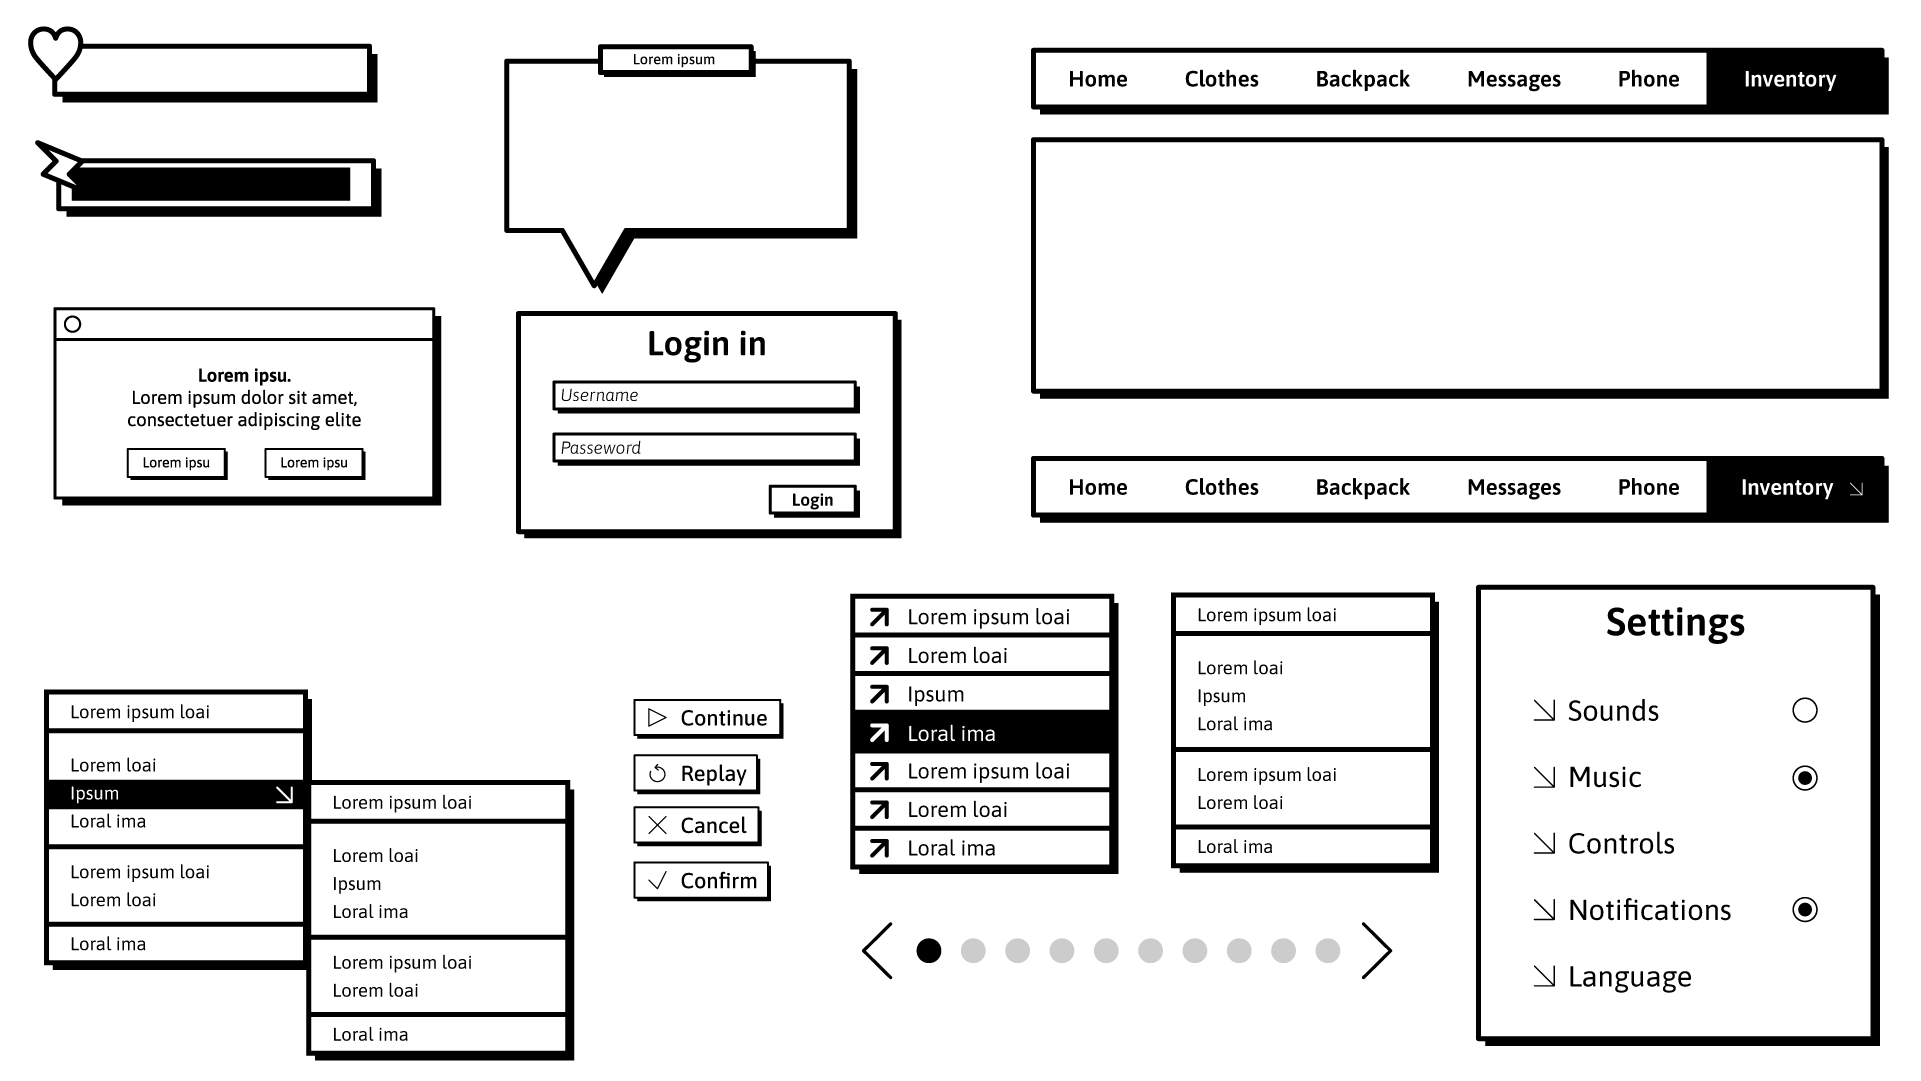 Lorem ipsum
Home Clothes Backpack Messages Phone Inventory
Lorem ipsu.
Lorem ipsum dolor sit amet,
consectetuer adipiscing elite
Lorem ipsu Lorem ipsu
Login in
Username
Passeword
Login
Home Clothes Backpack Messages Phone Inventory
Lorem ipsum loai
Lorem loai
Ipsum
Loral ima
Lorem ipsum loai
Lorem loai
Loral ima
Lorem ipsum loai
Lorem loai
Ipsum
Loral ima
Lorem ipsum loai
Lorem loai
Loral ima
Continue
Replay
Cancel
Confirm
Lorem ipsum loai
Lorem loai
Ipsum
Loral ima
Lorem ipsum loai
Lorem loai
Loral ima
Lorem ipsum loai
Lorem loai
Ipsum
Loral ima
Lorem ipsum loai
Lorem loai
Loral ima
Settings
Sounds
Music
Controls
Notifications
Language